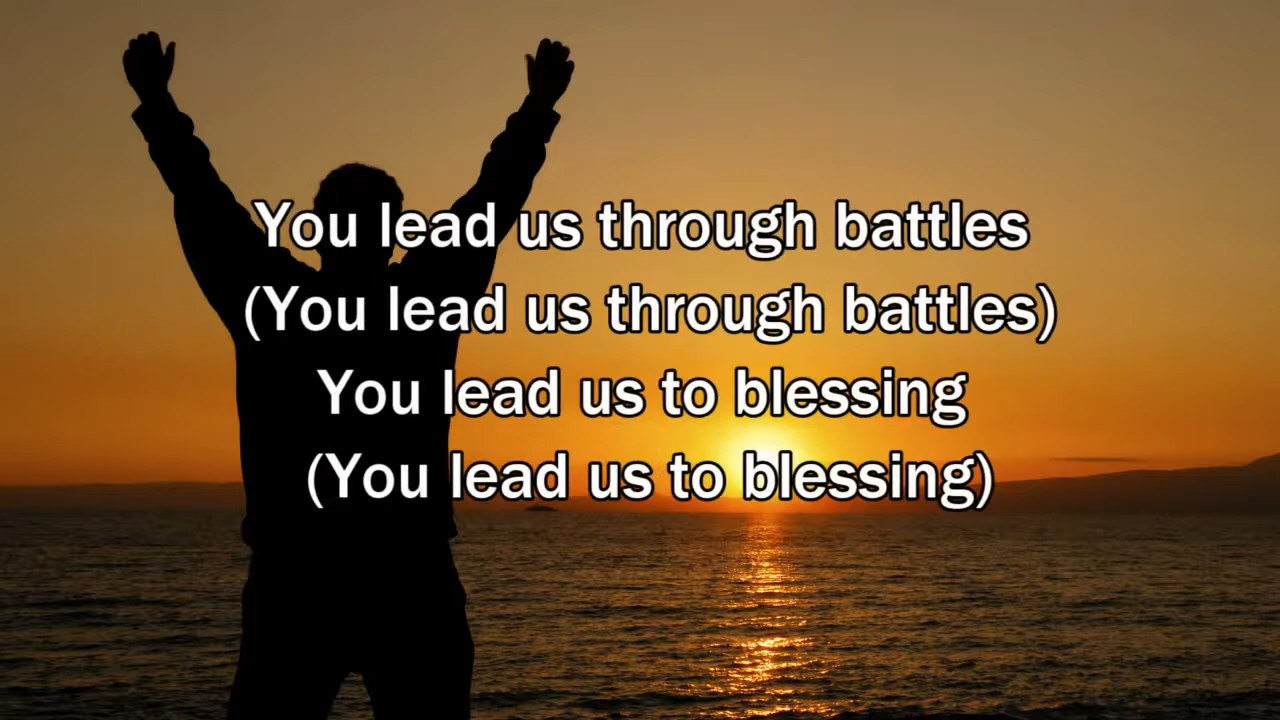 You lead us through battles
(You lead us through battles)
You lead us to blessing
(You lead us to blessing)